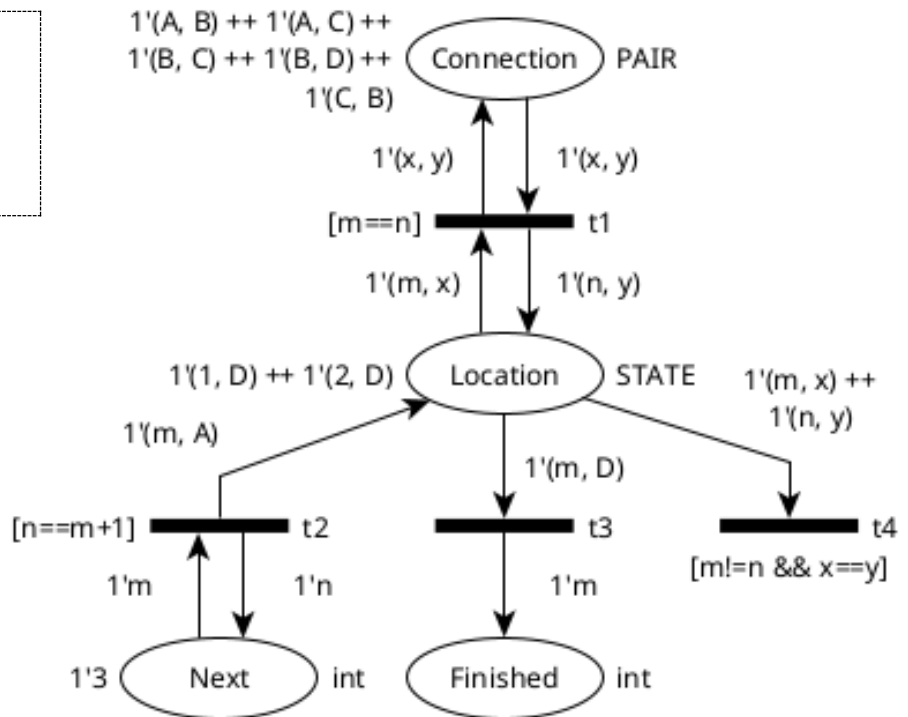 1'(A, B) ++ 1'(A, C) ++
1'(B, C) ++ 1'(B, D) ++
1'(C, B)
Connection
PAIR
1'(x, y)
1'(x, y)
[m==n]
t1
1'(m, x)
1'(n, y)
1'(1, D) ++ 1'(2, D)
Location
STATE
1'(m, x) ++
1'(n, y)
1'(m, A)
1'(m, D)
[n==m+1]
t2
t3
t4
[m!=n && x==y]
1'm
1'n
1'm
1'3
Next
int
Finished
int